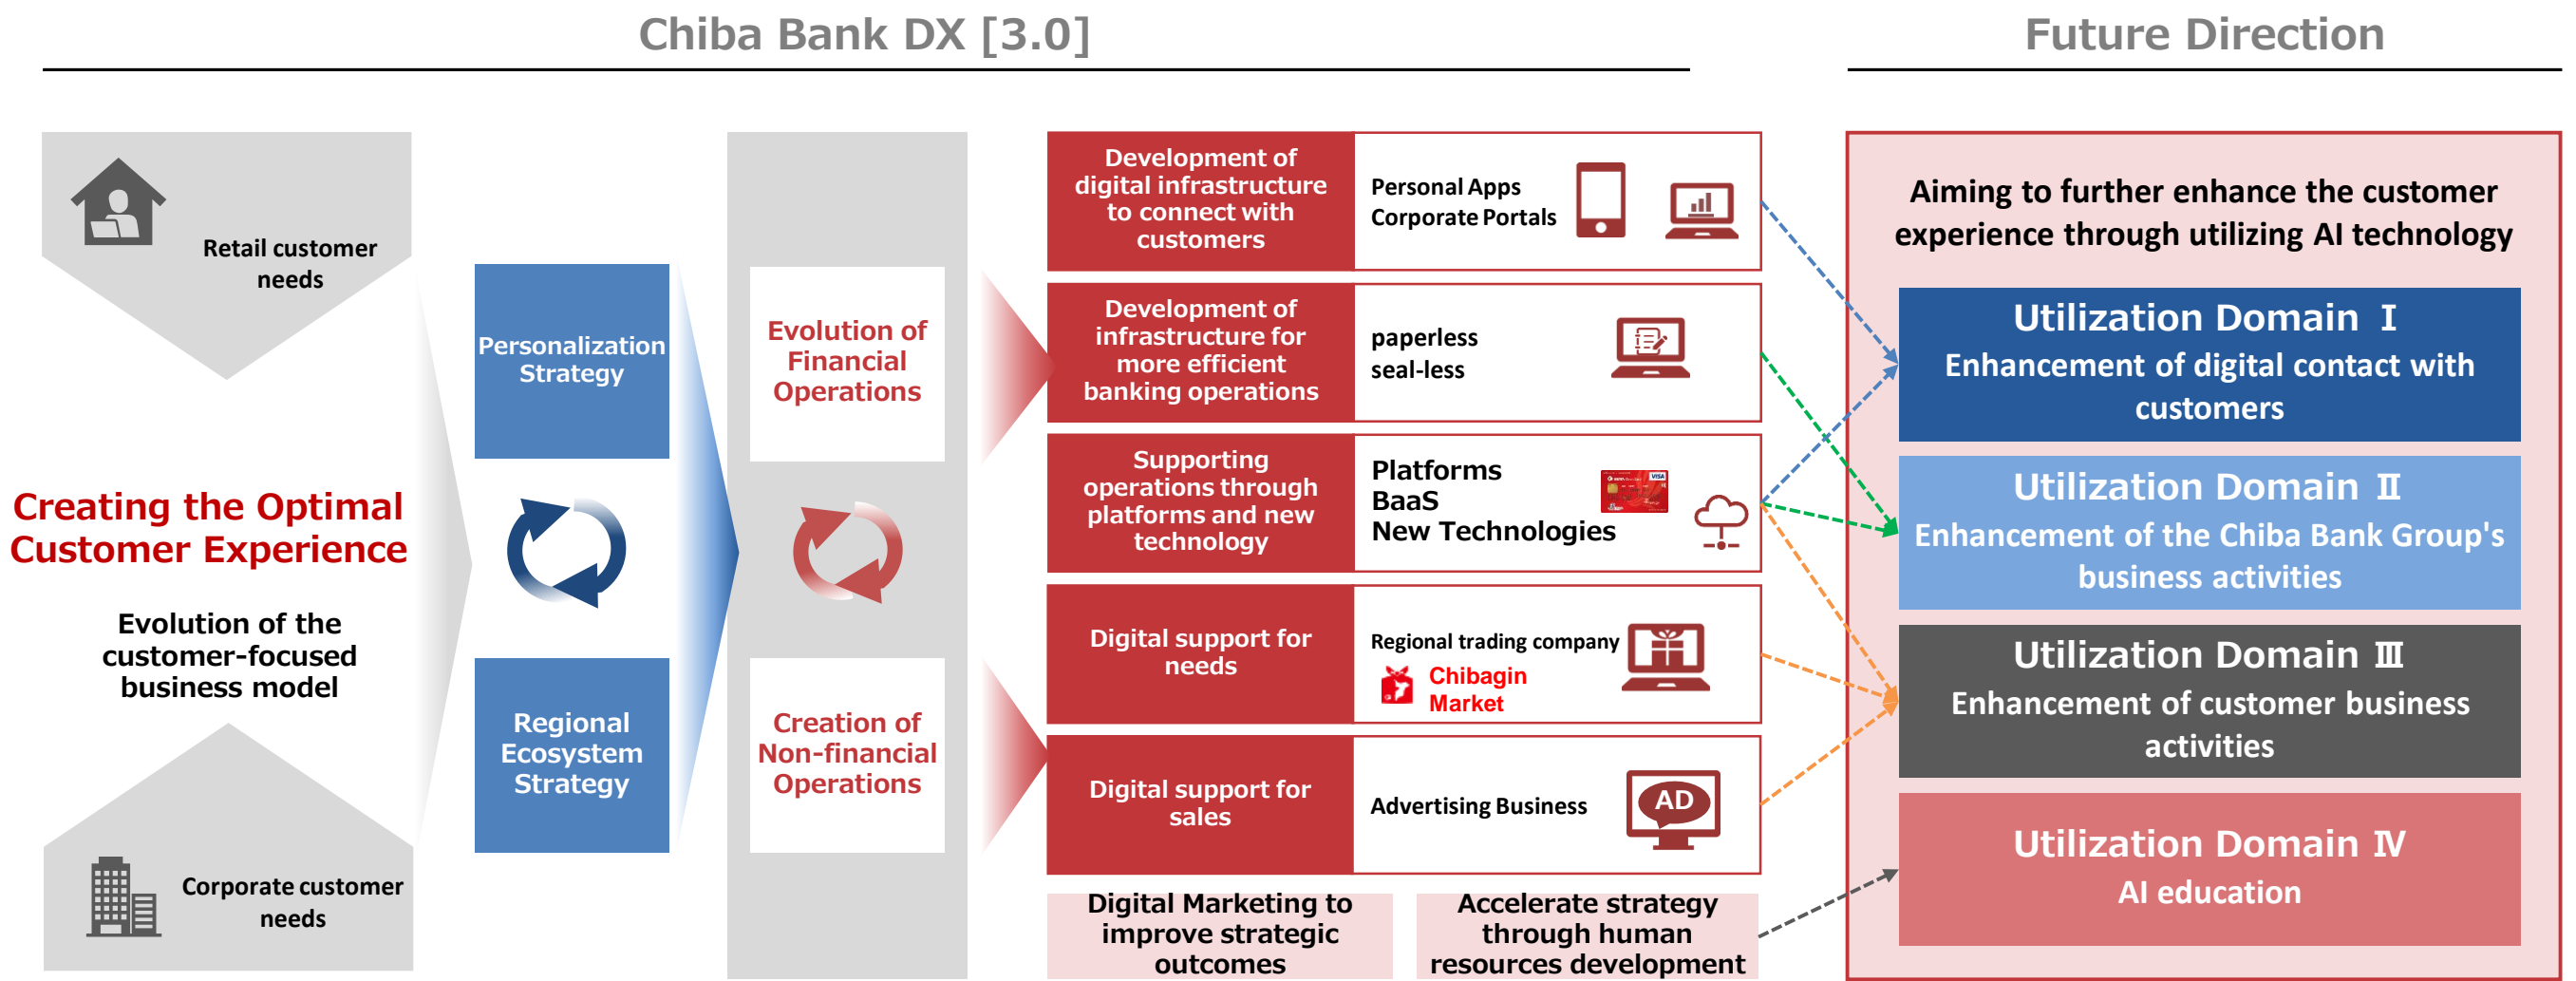 Chiba Bank DX [3.0]
Future Direction
Retail customer
needs
Creating the Optimal
Customer Experience
Evolution of the
customer-focused
business model
Corporate customer
needs
Personalization
Strategy
Regional
Ecosystem
Strategy
Evolution of
Financial
Operations
Creation of
Non-financial
Operations
Development of
digital infrastructure
to connect with
customers
Personal Apps
Corporate Portals
Development of
infrastructure for
more efficient
banking operations
paperless
seal-less
Supporting
operations through
platforms and new
technology
Platforms
BaaS
New Technologies
VISA
Digital support for
needs
Regional trading company
Chibagin
Market
Digital support for
sales
Advertising Business
AD
Digital Marketing to
improve strategic
outcomes
Accelerate strategy
through human
resources development
Aiming to further enhance the customer
experience through utilizing AI technology
Utilization Domain Ⅰ
Enhancement of digital contact with
customers
Utilization Domain Ⅱ
Enhancement of the Chiba Bank Group's
business activities
Utilization Domain Ⅲ
Enhancement of customer business
activities
Utilization Domain Ⅳ
AI education